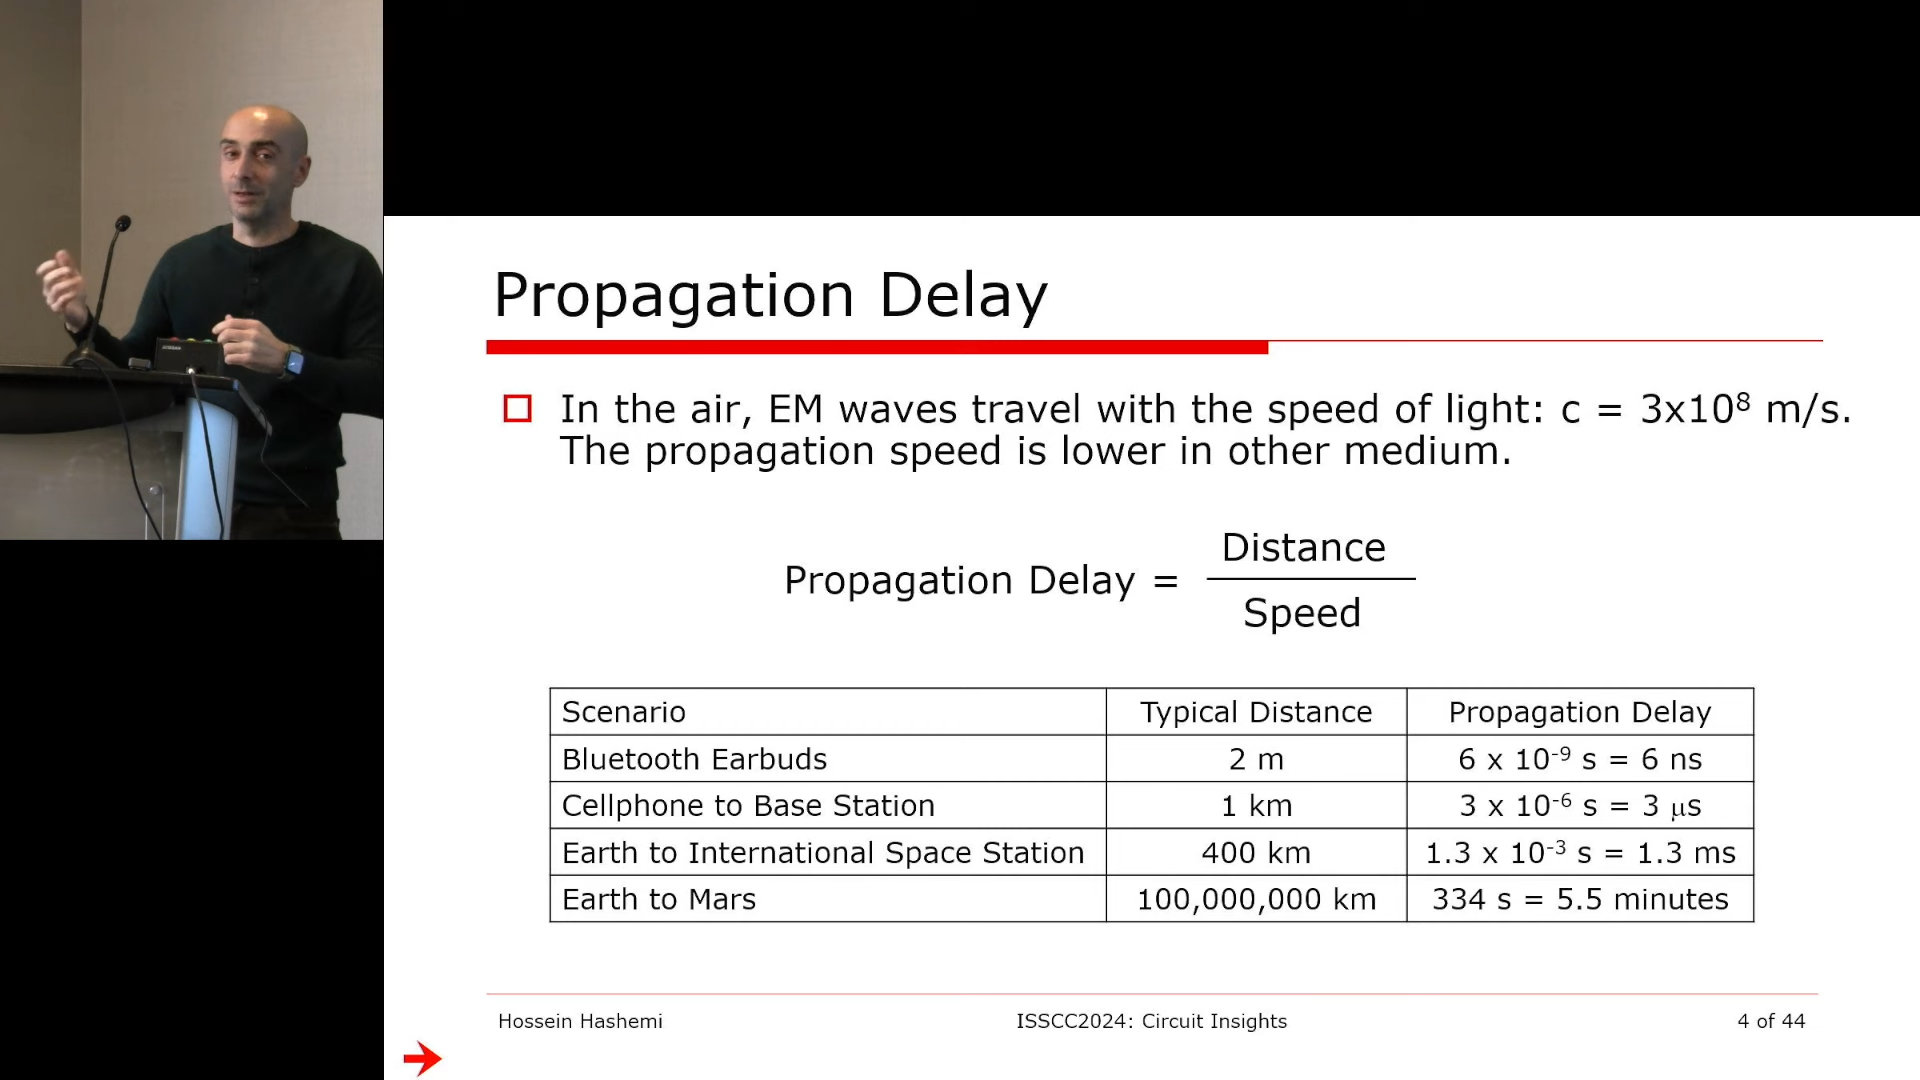 Propagation Delay
In the air, EM waves travel with the speed of light: c = 3x10⁸ m/s.
The propagation speed is lower in other medium.
Propagation Delay = Distance
Speed
Scenario Typical Distance Propagation Delay
Bluetooth Earbuds 2 m 6 x 10⁻⁹ s = 6 ns
Cellphone to Base Station 1 km 3 x 10⁻⁶ s = 3 μs
Earth to International Space Station 400 km 1.3 x 10⁻³ s = 1.3 ms
Earth to Mars 100,000,000 km 334 s = 5.5 minutes
Hossein Hashemi ISSCC2024: Circuit Insights 4 of 44